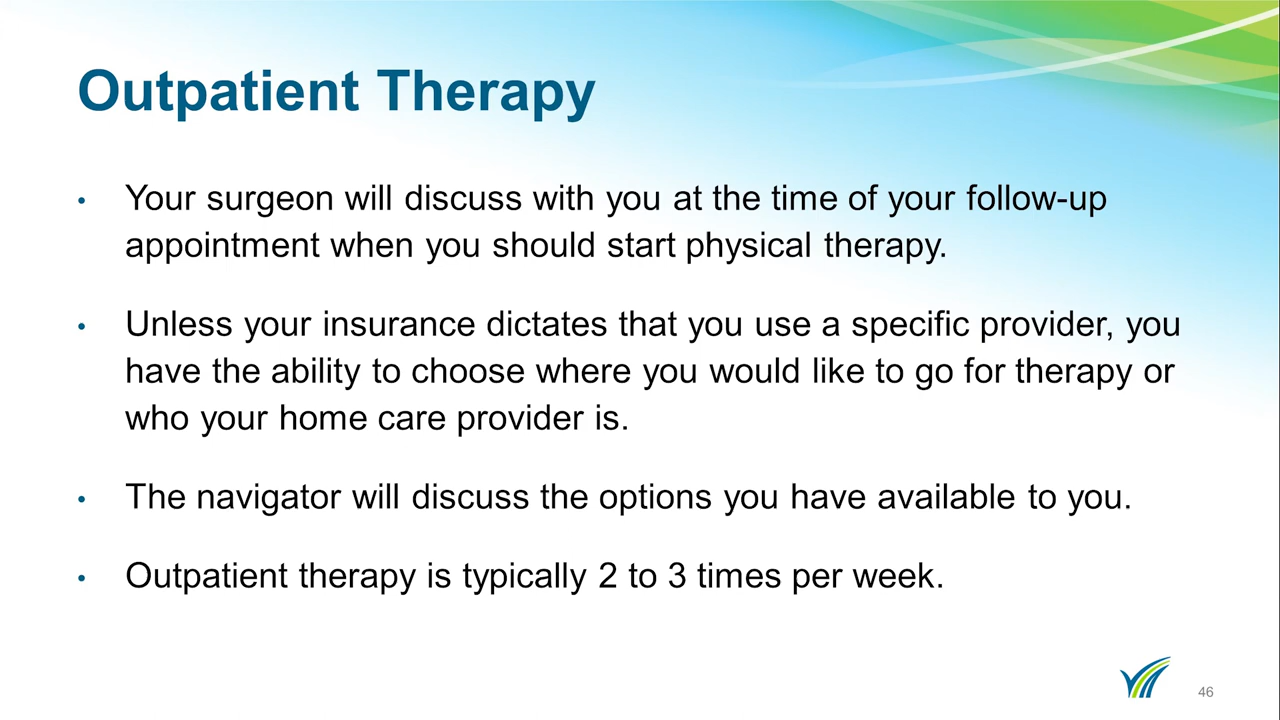 Outpatient Therapy
• Your surgeon will discuss with you at the time of your follow-up
appointment when you should start physical therapy.
• Unless your insurance dictates that you use a specific provider, you
have the ability to choose where you would like to go for therapy or
who your home care provider is.
• The navigator will discuss the options you have available to you.
• Outpatient therapy is typically 2 to 3 times per week.
46